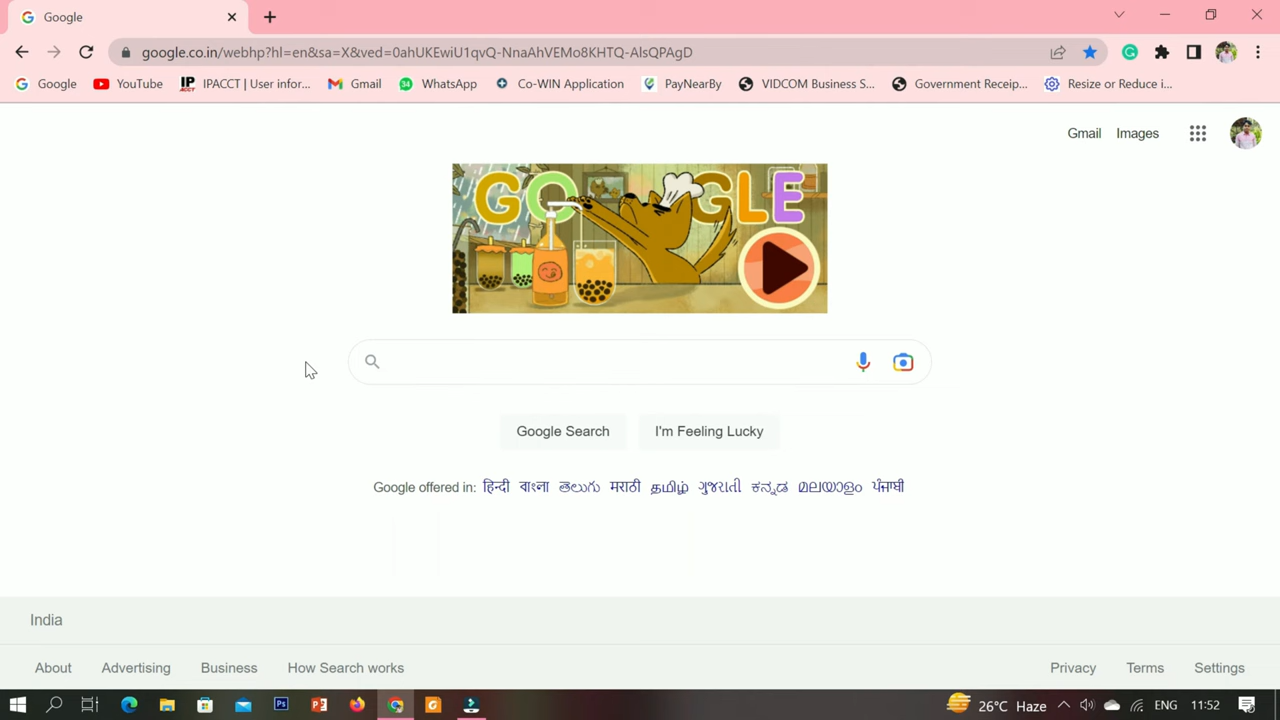 Google
google.co.in/webhp?hl=en&sa=X&ved=0ahUKEwiU1qvQ-NnaAhVEMo8KHTQ-AlsQPAgD
Google YouTube IPACCT | User infor... Gmail WhatsApp Co-WIN Application PayNearBy VIDCOM Business S... Government Receip... Resize or Reduce i...
Gmail Images
GOOGLE
Google Search I'm Feeling Lucky
Google offered in: हिन्दी বাংলা తెలుగు मराठी தமிழ் ગુજરાતી ಕನ್ನಡ മലയാളം ਪੰਜਾਬੀ
India
About Advertising Business How Search works Privacy Terms Settings
26°C Haze ENG 11:52